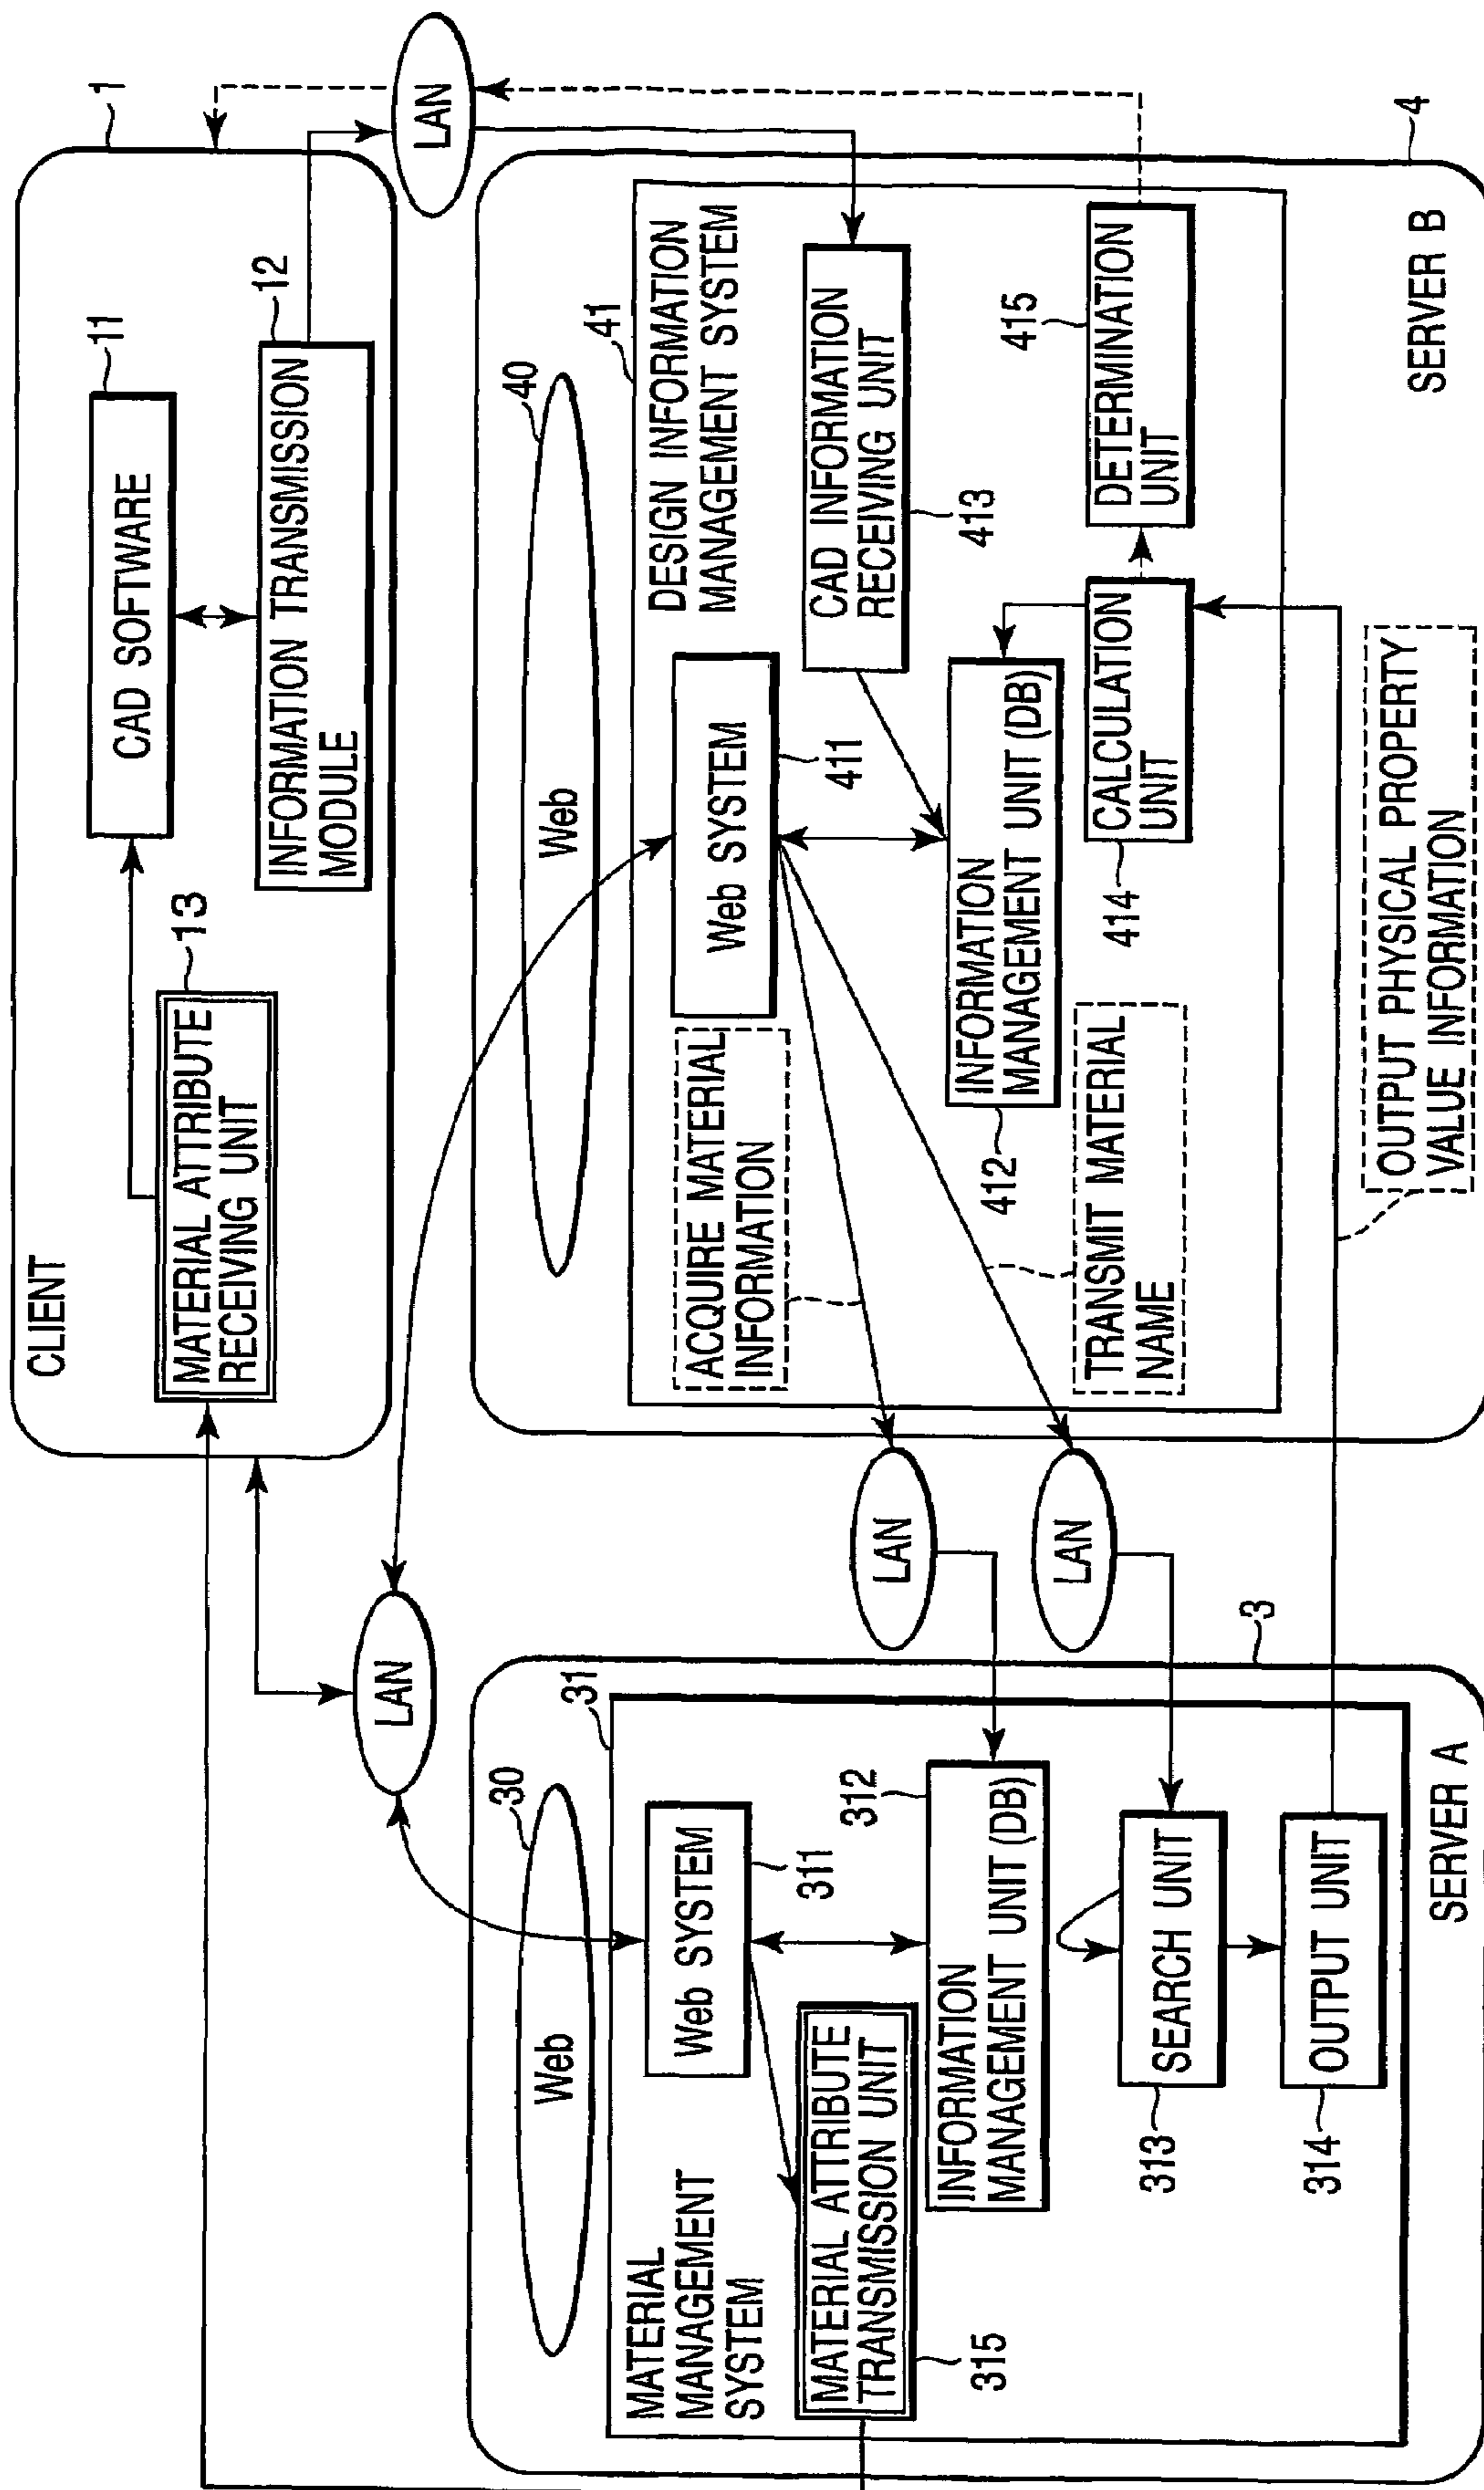 CLIENT
1
MATERIAL ATTRIBUTE
RECEIVING UNIT
13
CAD SOFTWARE
11
INFORMATION TRANSMISSION
MODULE
12
LAN
LAN
Web
30
31
MATERIAL
MANAGEMENT
SYSTEM
Web SYSTEM
311
MATERIAL ATTRIBUTE
TRANSMISSION UNIT
315
INFORMATION
MANAGEMENT UNIT (DB)
312
SEARCH UNIT
313
OUTPUT UNIT
314
SERVER A
3
LAN
LAN
Web
40
41
DESIGN INFORMATION
MANAGEMENT SYSTEM
ACQUIRE MATERIAL
INFORMATION
Web SYSTEM
411
CAD INFORMATION
RECEIVING UNIT
413
INFORMATION
MANAGEMENT UNIT (DB)
412
TRANSMIT MATERIAL
NAME
CALCULATION
UNIT
414
DETERMINATION
UNIT
415
OUTPUT PHYSICAL PROPERTY
VALUE INFORMATION
SERVER B
4